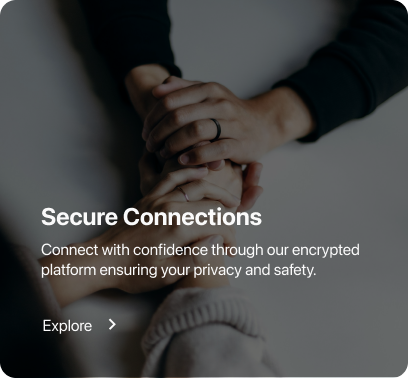 Secure Connections
Connect with confidence through our encrypted
platform ensuring your privacy and safety.
Explore